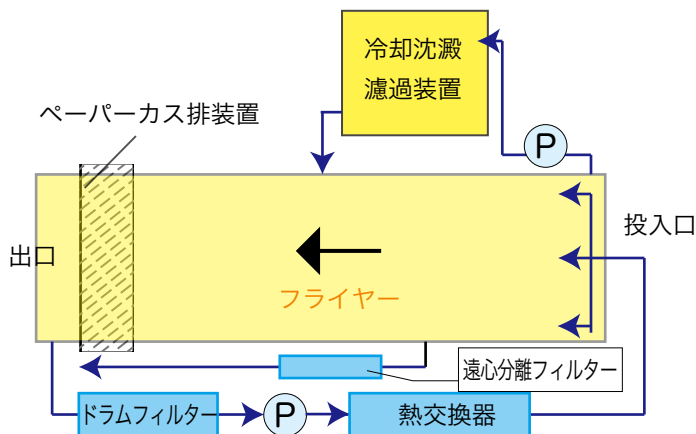 冷却沈澱
濾過装置
ペーパーカス排装置
P
投入口
出口
フライヤー
遠心分離フィルター
ドラムフィルター
P
熱交換器